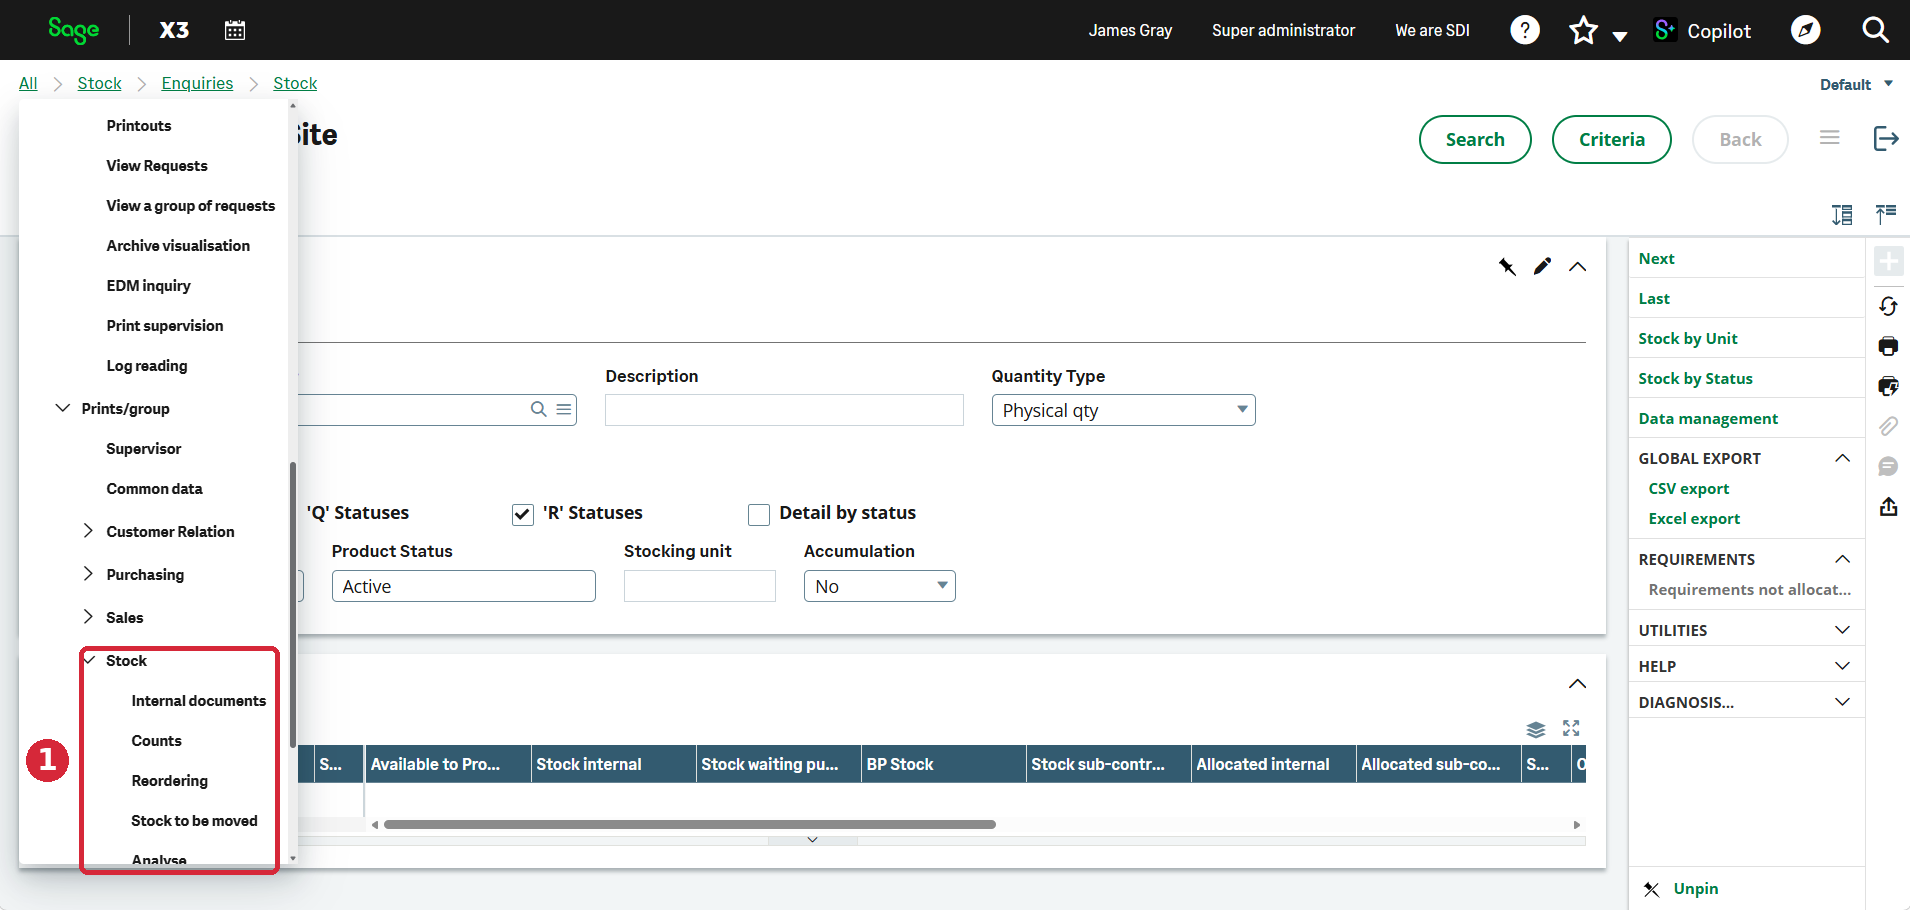 Sage X3 James Gray Super administrator We are SDI ? Copilot
All Stock Enquiries Stock Default
Site
Search Criteria Back
Printouts
View Requests
View a group of requests
Archive visualisation
EDM inquiry
Print supervision
Log reading
Prints/group
Supervisor
Common data
Customer Relation
Purchasing
Sales
Stock
Internal documents
Counts
Reordering
Stock to be moved
Analyse
1
Description Quantity Type
Physical qty
'Q' Statuses 'R' Statuses Detail by status
Product Status Stocking unit Accumulation
Active No
S... Available to Pro... Stock internal Stock waiting pu... BP Stock Stock sub-contr... Allocated internal Allocated sub-co... S... O
Next
Last
Stock by Unit
Stock by Status
Data management
GLOBAL EXPORT
CSV export
Excel export
REQUIREMENTS
Requirements not allocat...
UTILITIES
HELP
DIAGNOSIS...
Unpin